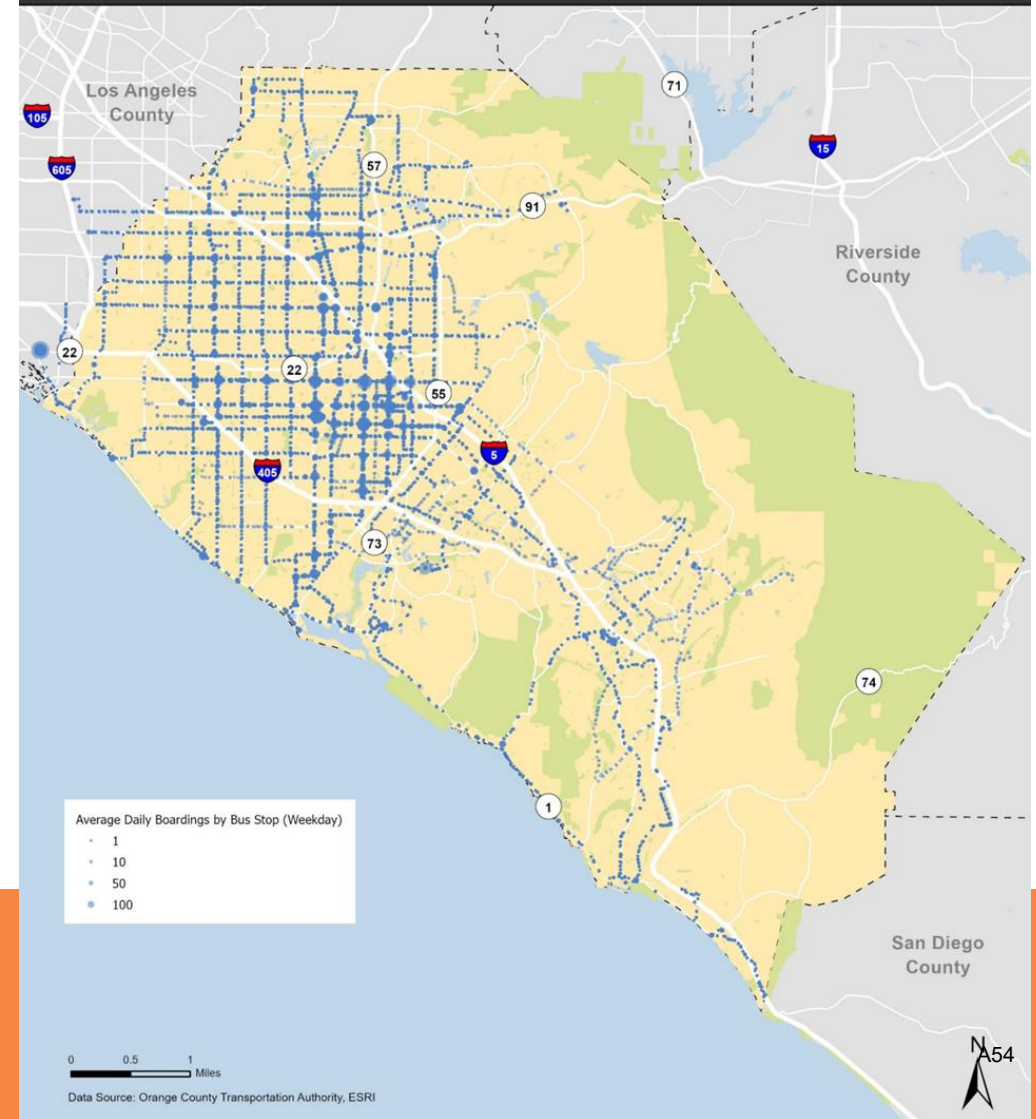 Los Angeles
County
71
105
15
605
57
91
Riverside
County
22
22
55
5
405
73
74
1
Average Daily Boardings by Bus Stop (Weekday)
1
10
50
100
San Diego
County
0 0.5 1
Miles
N
A54
Data Source: Orange County Transportation Authority, ESRI